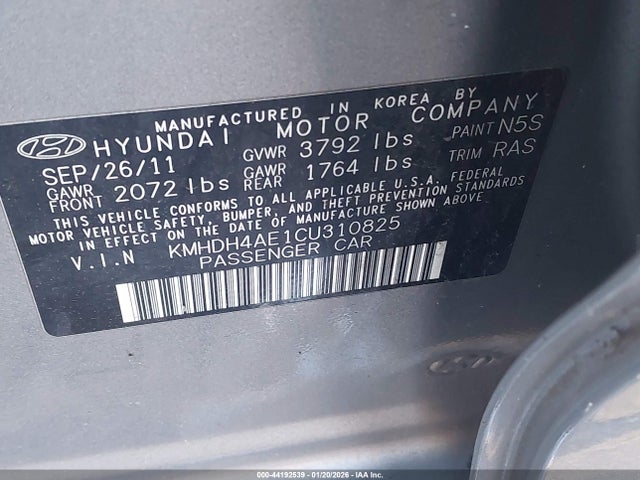 MANUFACTURED IN KOREA BY
HYUNDAI MOTOR COMPANY
SEP/26/11 GVWR 3792 lbs PAINT N5S
GAWR FRONT 2072 lbs GAWR REAR 1764 lbs TRIM RAS
THIS VEHICLE CONFORMS TO ALL APPLICABLE U.S.A. FEDERAL
MOTOR VEHICLE SAFETY, BUMPER, AND THEFT PREVENTION STANDARDS
IN EFFECT ON THE DATE OF MANUFACTURE SHOWN ABOVE.
V.I.N KMHDH4AE1CU310825
PASSENGER CAR
000-44192539 | 01/20/2026 - IAA Inc.